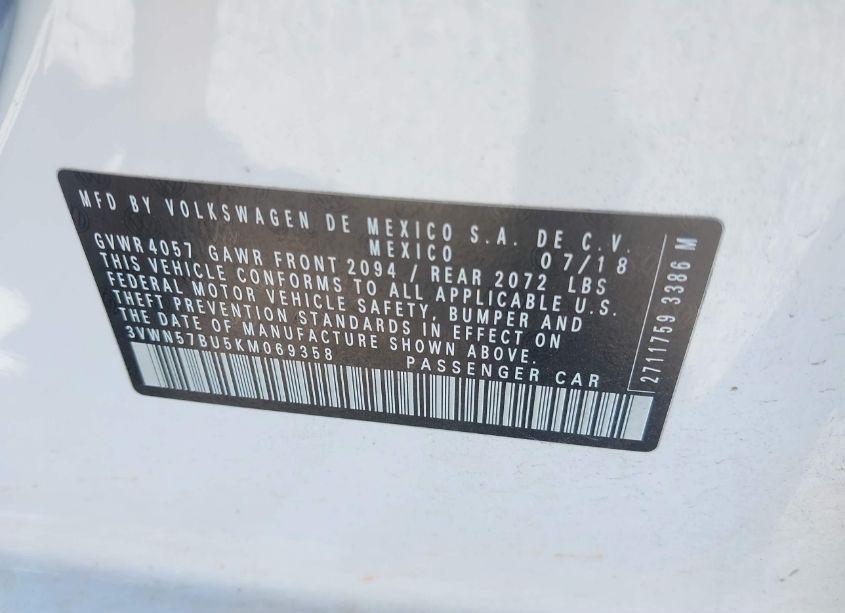 MFD BY VOLKSWAGEN DE MEXICO S.A. DE C.V.
MEXICO 07/18
GVWR4057 GAWR FRONT 2094 / REAR 2072 LBS
THIS VEHICLE CONFORMS TO ALL APPLICABLE U.S.
FEDERAL MOTOR VEHICLE SAFETY, BUMPER AND
THEFT PREVENTION STANDARDS IN EFFECT ON
THE DATE OF MANUFACTURE SHOWN ABOVE.
3VWN57BU5KM069358 PASSENGER CAR
2711759 3386 M